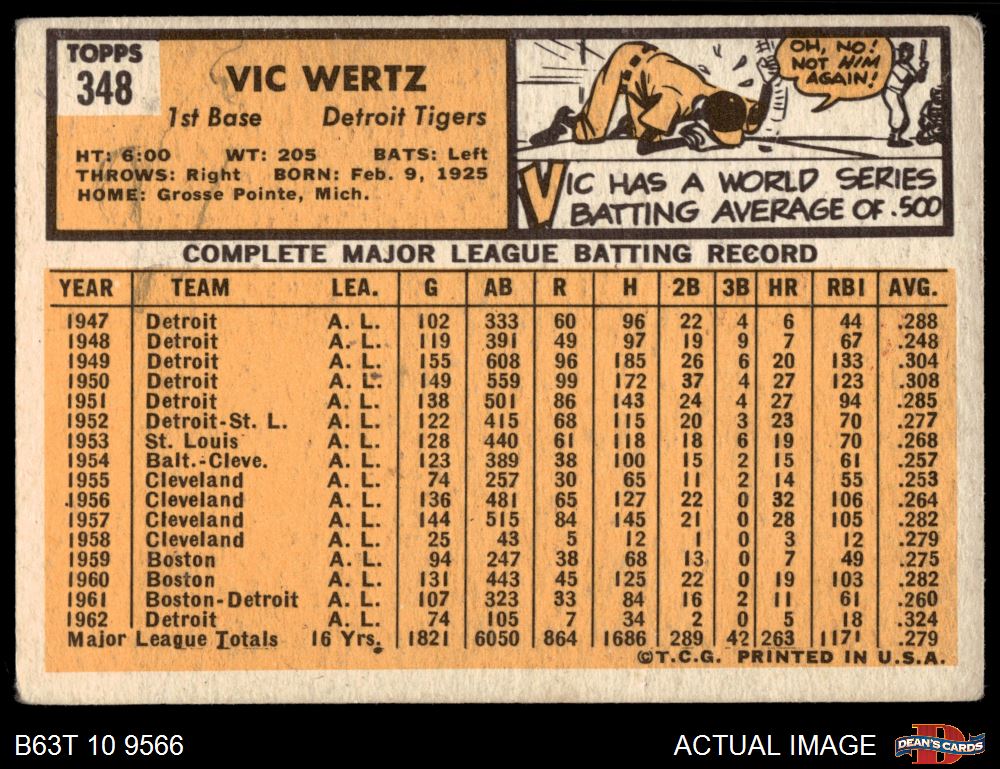 TOPPS
348
VIC WERTZ
1st Base Detroit Tigers
HT: 6:00 WT: 205 BATS: Left
THROWS: Right BORN: Feb. 9, 1925
HOME: Grosse Pointe, Mich.
OH, NO!
NOT HIM
AGAIN!
VIC HAS A WORLD SERIES
BATTING AVERAGE OF .500
COMPLETE MAJOR LEAGUE BATTING RECORD
YEAR TEAM LEA. G AB R H 2B 3B HR RBI AVG.
1947 Detroit A. L. 102 333 60 96 22 4 6 44 .288
1948 Detroit A. L. 119 391 49 97 19 9 7 67 .248
1949 Detroit A. L. 155 608 96 185 26 6 20 133 .304
1950 Detroit A. L. 149 559 99 172 37 4 27 123 .308
1951 Detroit A. L. 138 501 86 143 24 4 27 94 .285
1952 Detroit-St. L. A. L. 122 415 68 115 20 3 23 70 .277
1953 St. Louis A. L. 128 440 61 118 18 6 19 70 .268
1954 Balt.-Cleve. A. L. 123 389 38 100 15 2 15 61 .257
1955 Cleveland A. L. 74 257 30 65 11 2 14 55 .253
1956 Cleveland A. L. 136 481 65 127 22 0 32 106 .264
1957 Cleveland A. L. 144 515 84 145 21 0 28 105 .282
1958 Cleveland A. L. 25 43 5 12 1 0 3 12 .279
1959 Boston A. L. 94 247 38 68 13 0 7 49 .275
1960 Boston A. L. 131 443 45 125 22 0 19 103 .282
1961 Boston-Detroit A. L. 107 323 33 84 16 2 11 61 .260
1962 Detroit A. L. 74 105 7 34 2 0 5 18 .324
Major League Totals 16 Yrs. 1821 6050 864 1686 289 42 263 1171 .279
©T.C.G. PRINTED IN U.S.A.
B63T 10 9566 ACTUAL IMAGE
DEAN'S CARDS